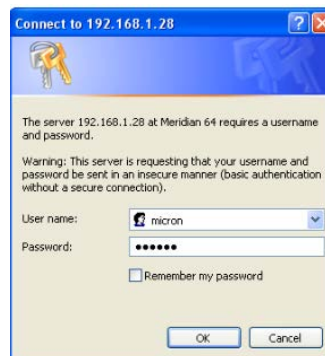 Connect to 192.168.1.28
The server 192.168.1.28 at Meridian 64 requires a username
and password.
Warning: This server is requesting that your username and
password be sent in an insecure manner (basic authentication
without a secure connection).
User name:
micron
Password:
••••••
Remember my password
OK
Cancel